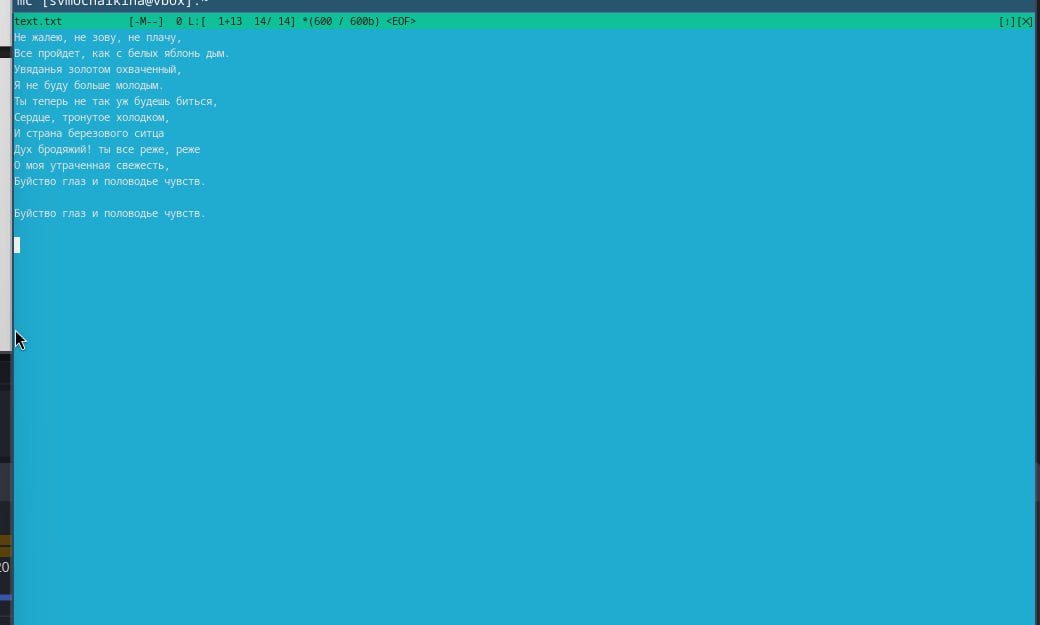 mc [svmochalkina@vbox]:~
text.txt [-M--] 0 L:[ 1+13 14/ 14] *(600 / 600b) <EOF> [↕][X]
Не жалею, не зову, не плачу,
Все пройдет, как с белых яблонь дым.
Увяданья золотом охваченный,
Я не буду больше молодым.
Ты теперь не так уж будешь биться,
Сердце, тронутое холодком,
И страна березового ситца
Дух бродяжий! ты все реже, реже
О моя утраченная свежесть,
Буйство глаз и половодье чувств.
Буйство глаз и половодье чувств.
20